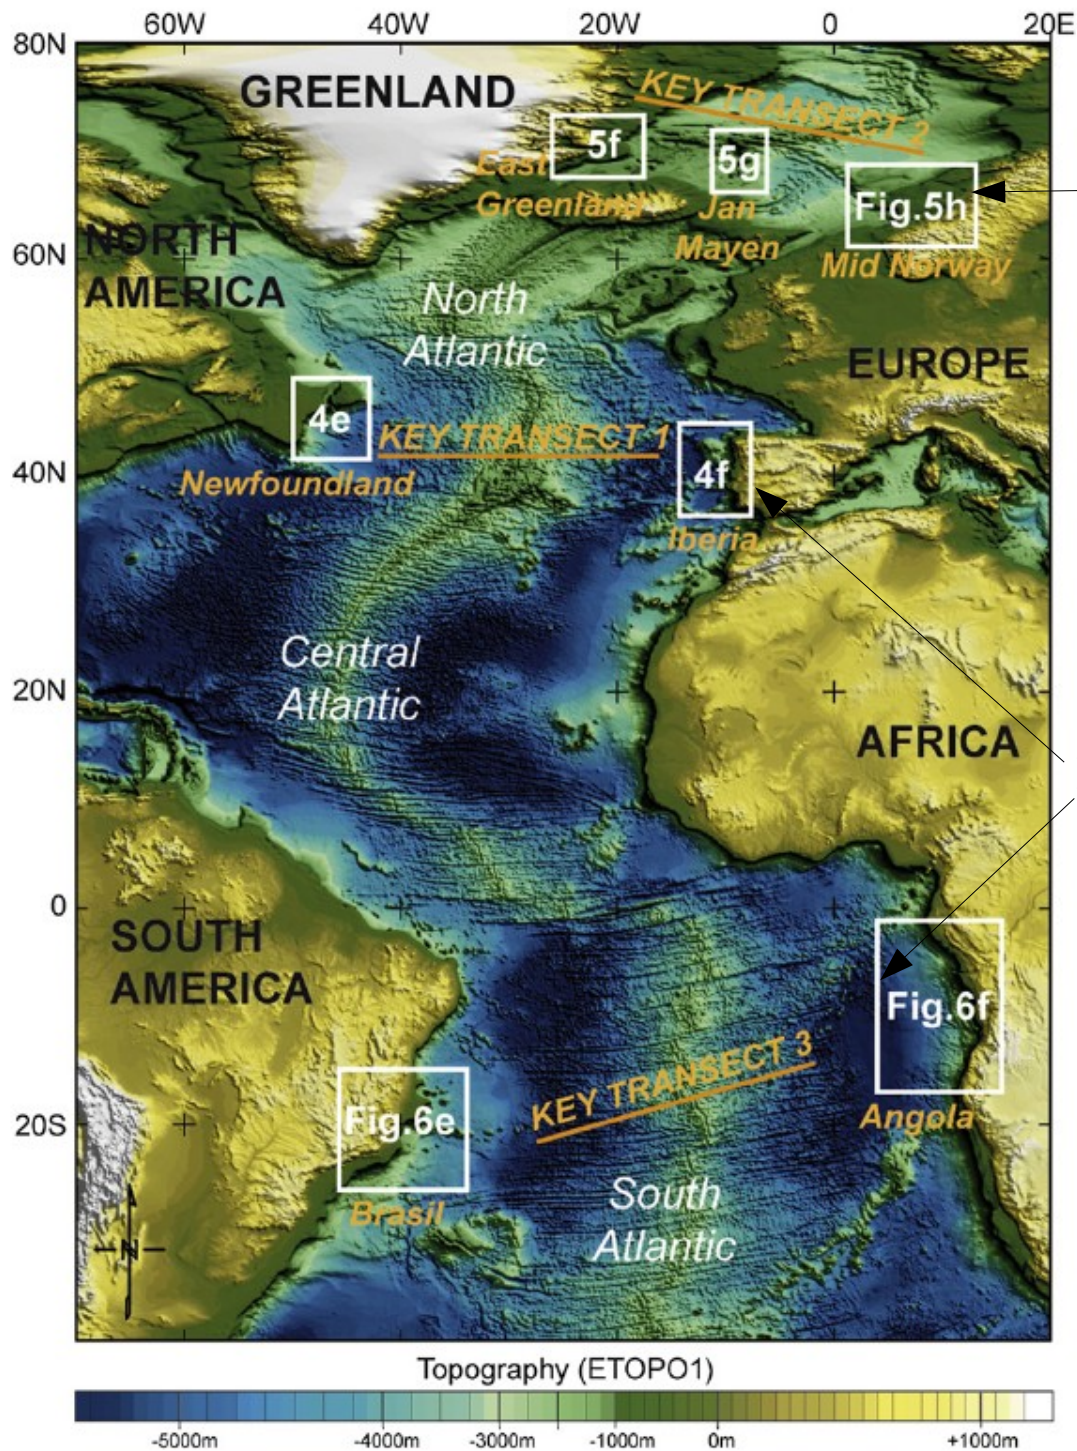 60W 40W 20W 0 20E
80N
GREENLAND
KEY TRANSECT 2
5f
5g
East
Greenland
Jan
Mayen
Fig.5h
Mid Norway
NORTH
AMERICA
60N
North
Atlantic
EUROPE
4e
KEY TRANSECT 1
4f
40N
Newfoundland
Iberia
Central
Atlantic
20N
AFRICA
0
SOUTH
AMERICA
Fig.6f
KEY TRANSECT 3
Angola
20S
Fig.6e
Brasil
South
Atlantic
N
Topography (ETOPO1)
-5000m -4000m -3000m -1000m 0m +1000m